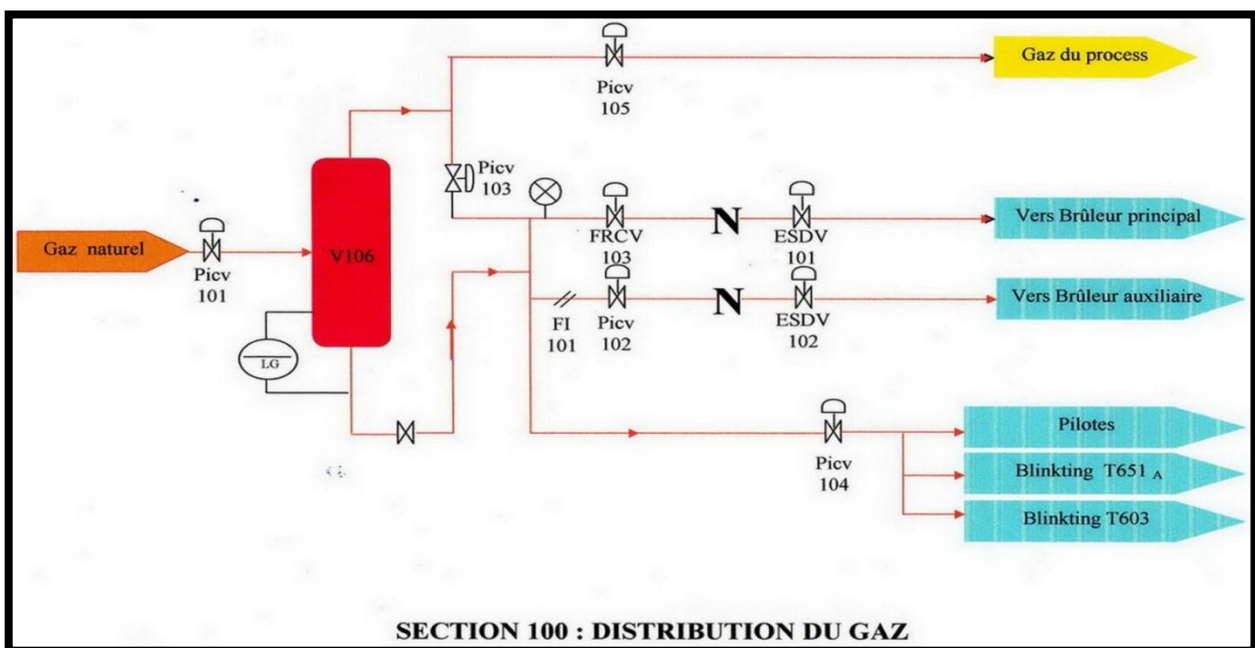 Gaz du process
Picv
105
Picv
103
Gaz naturel
Picv
101
V106
FRCV
103
N
ESDV
101
Vers Brûleur principal
FI
101
Picv
102
N
ESDV
102
Vers Brûleur auxiliaire
LG
Picv
104
Pilotes
Blinkting T651 A
Blinkting T603
SECTION 100 : DISTRIBUTION DU GAZ